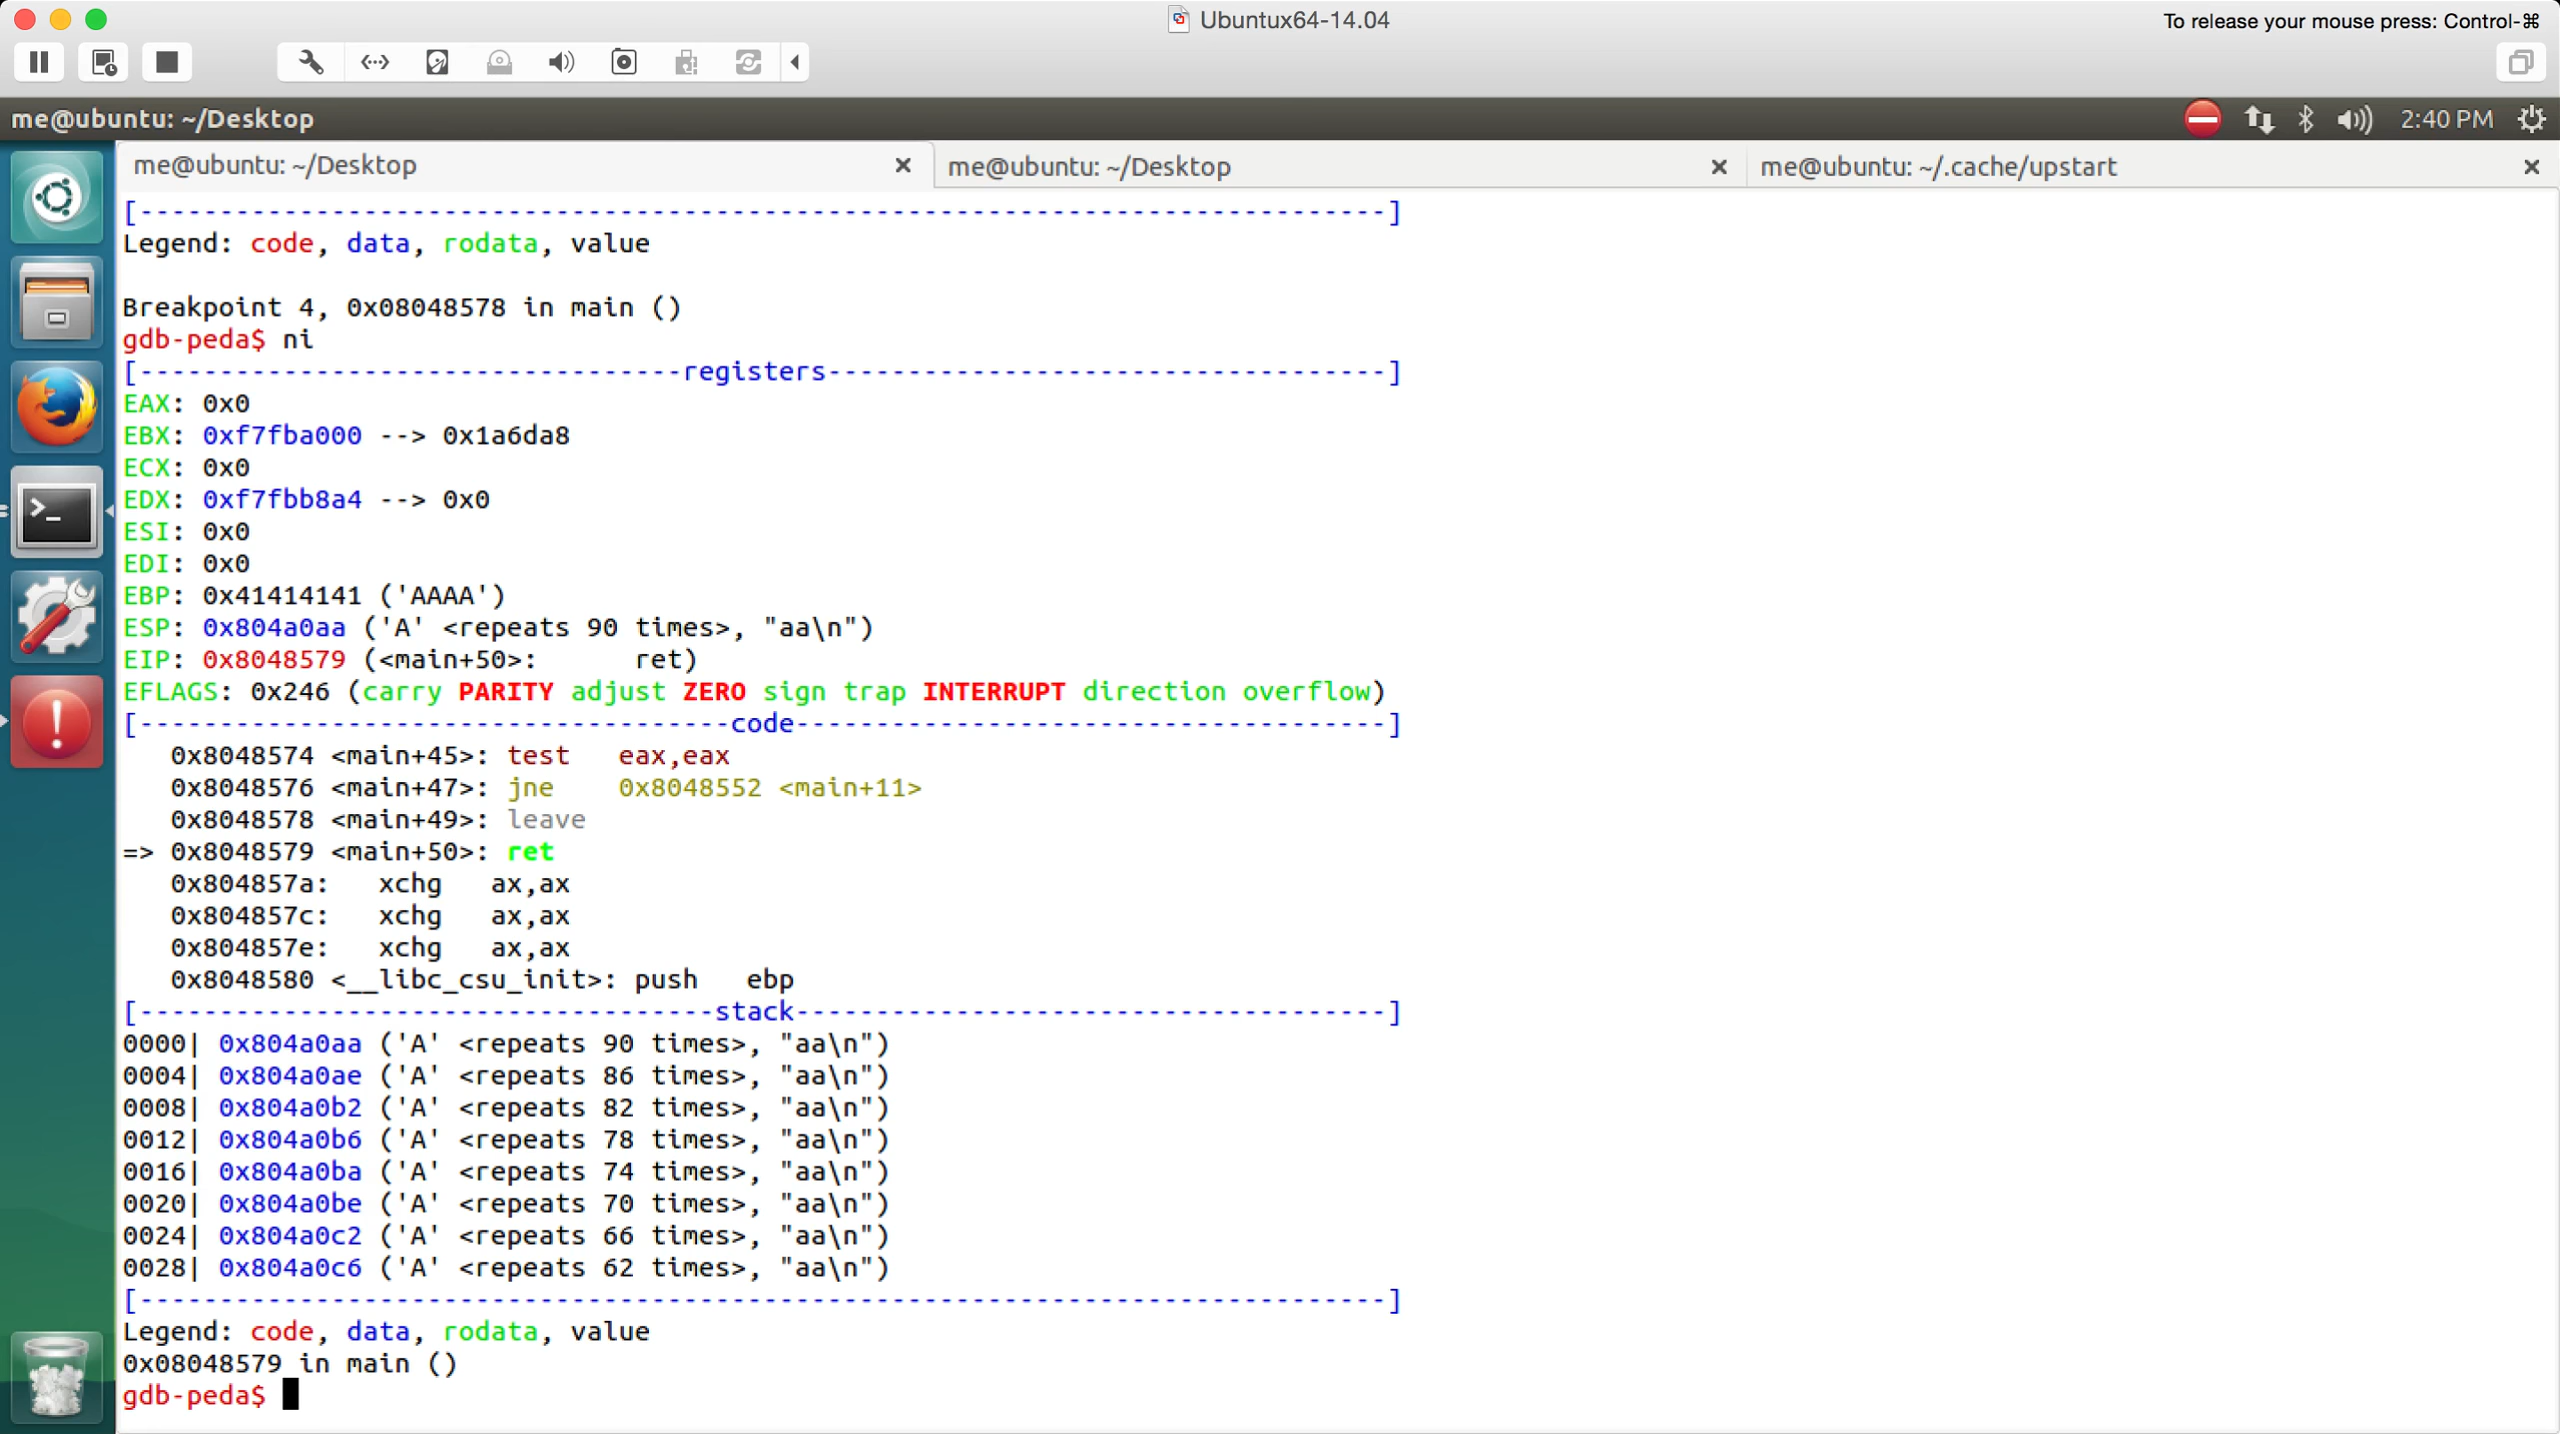 Ubuntux64-14.04
To release your mouse press: Control-⌘
me@ubuntu: ~/Desktop
2:40 PM
me@ubuntu: ~/Desktop
me@ubuntu: ~/Desktop
me@ubuntu: ~/.cache/upstart
[------------------------------------------------------------------------------]
Legend: code, data, rodata, value
Breakpoint 4, 0x08048578 in main ()
gdb-peda$ ni
[----------------------------------registers-----------------------------------]
EAX: 0x0
EBX: 0xf7fba000 --> 0x1a6da8
ECX: 0x0
EDX: 0xf7fbb8a4 --> 0x0
ESI: 0x0
EDI: 0x0
EBP: 0x41414141 ('AAAA')
ESP: 0x804a0aa ('A' <repeats 90 times>, "aa\n")
EIP: 0x8048579 (<main+50>:      ret)
EFLAGS: 0x246 (carry PARITY adjust ZERO sign trap INTERRUPT direction overflow)
[-------------------------------------code-------------------------------------]
   0x8048574 <main+45>: test   eax,eax
   0x8048576 <main+47>: jne    0x8048552 <main+11>
   0x8048578 <main+49>: leave
=> 0x8048579 <main+50>: ret
   0x804857a:   xchg   ax,ax
   0x804857c:   xchg   ax,ax
   0x804857e:   xchg   ax,ax
   0x8048580 <__libc_csu_init>: push   ebp
[------------------------------------stack-------------------------------------]
0000| 0x804a0aa ('A' <repeats 90 times>, "aa\n")
0004| 0x804a0ae ('A' <repeats 86 times>, "aa\n")
0008| 0x804a0b2 ('A' <repeats 82 times>, "aa\n")
0012| 0x804a0b6 ('A' <repeats 78 times>, "aa\n")
0016| 0x804a0ba ('A' <repeats 74 times>, "aa\n")
0020| 0x804a0be ('A' <repeats 70 times>, "aa\n")
0024| 0x804a0c2 ('A' <repeats 66 times>, "aa\n")
0028| 0x804a0c6 ('A' <repeats 62 times>, "aa\n")
[------------------------------------------------------------------------------]
Legend: code, data, rodata, value
0x08048579 in main ()
gdb-peda$